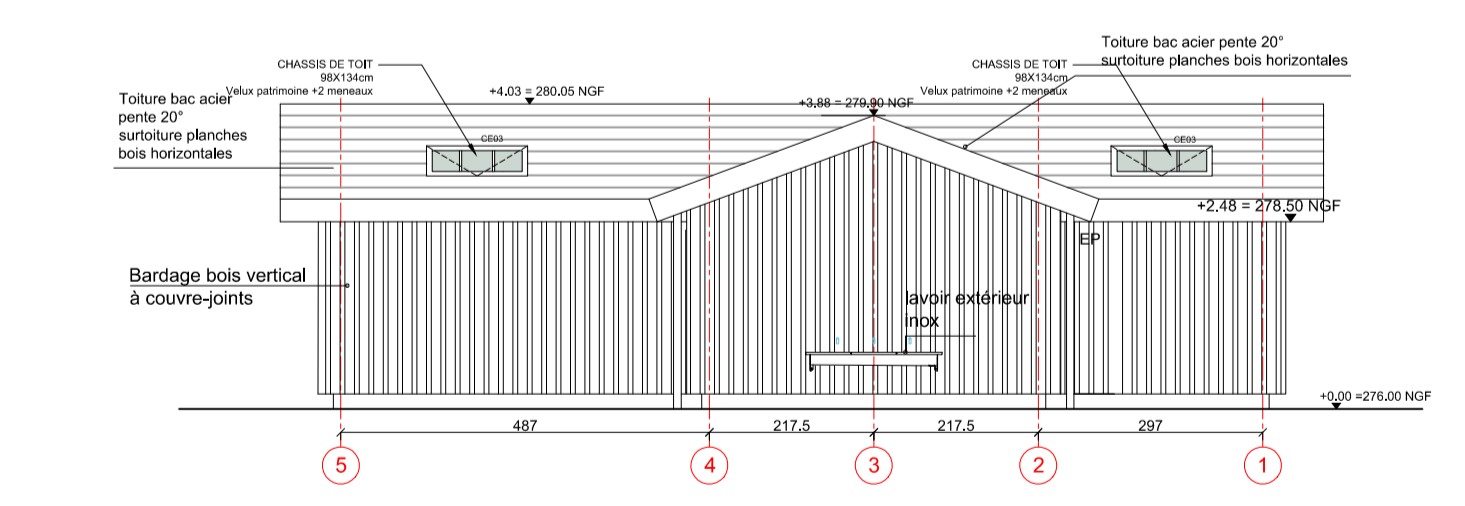 Toiture bac acier pente 20°
surtoiture planches bois horizontales
CHASSIS DE TOIT
98X134cm
Velux patrimoine +2 meneaux
CHASSIS DE TOIT
98X134cm
Velux patrimoine +2 meneaux
Toiture bac acier
pente 20°
surtoiture planches
bois horizontales
+4.03 = 280.05 NGF
+3.88 = 279.90 NGF
CE03
CE03
+2.48 = 278.50 NGF
EP
Bardage bois vertical
à couvre-joints
lavoir extérieur
inox
+0.00 =276.00 NGF
487
217.5
217.5
297
5
4
3
2
1